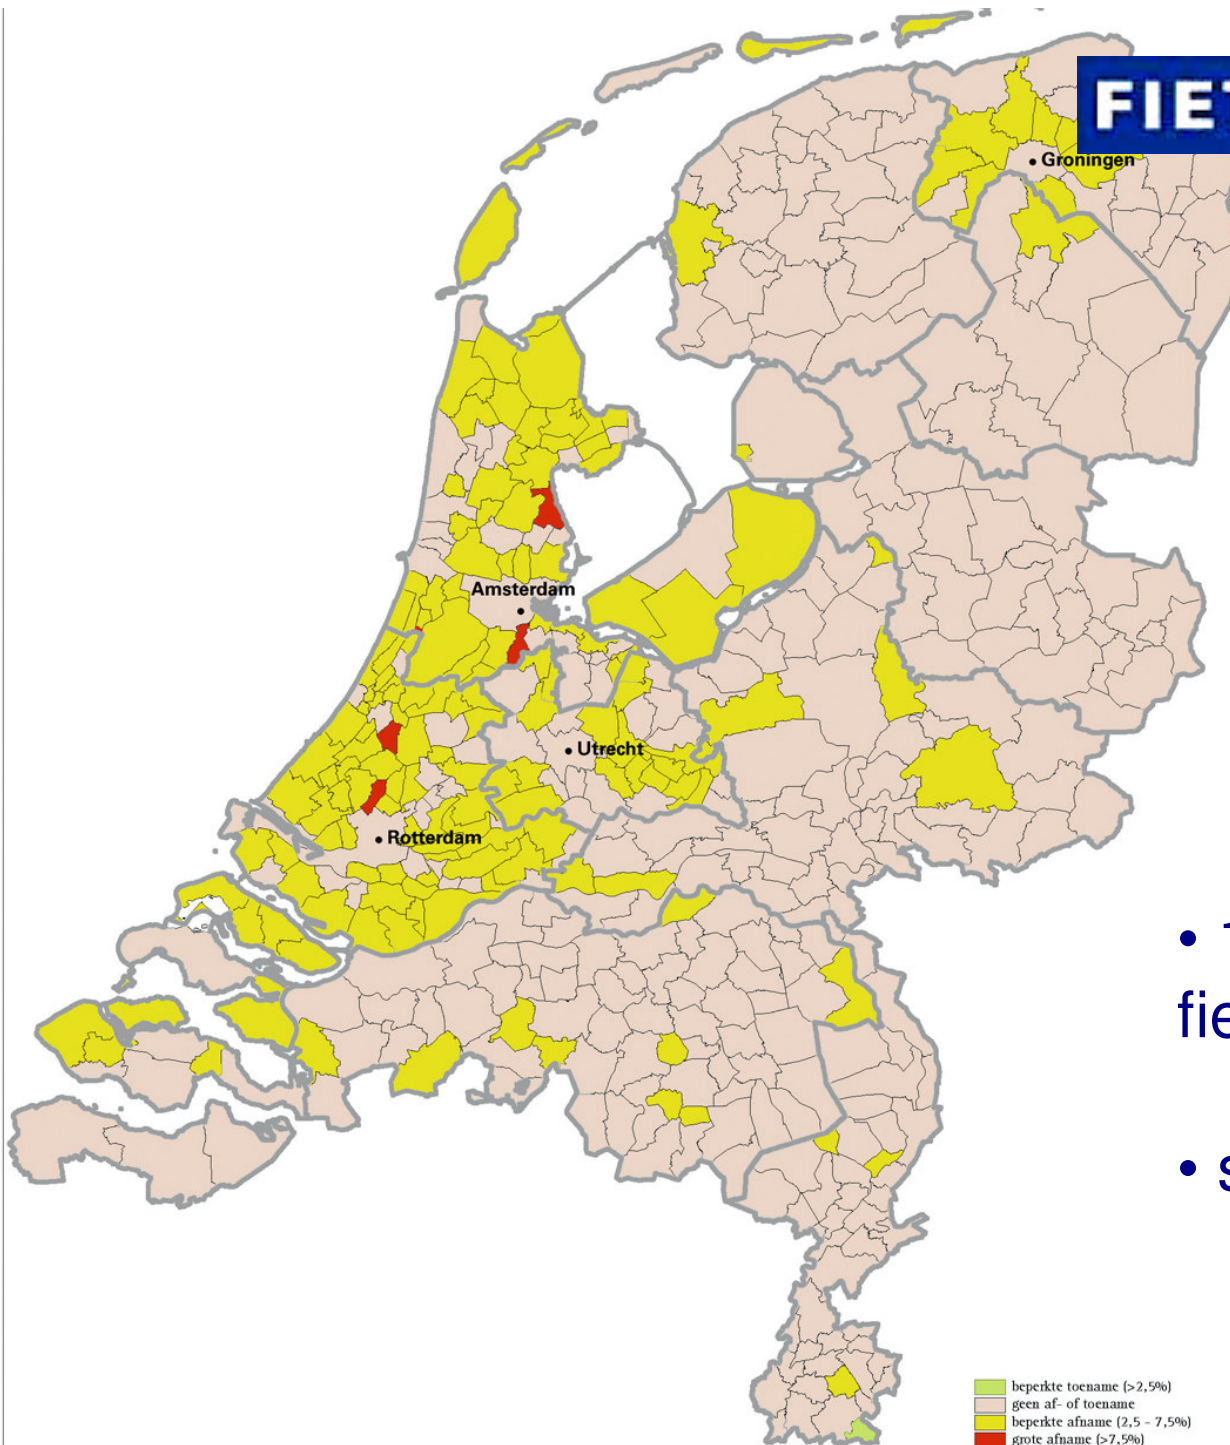 FIE
Groningen
Amsterdam
Utrecht
Rotterdam
•
fie
• s
beperkte toename (>2,5%)
geen af- of toename
beperkte afname (2,5 - 7,5%)
grote afname (>7,5%)